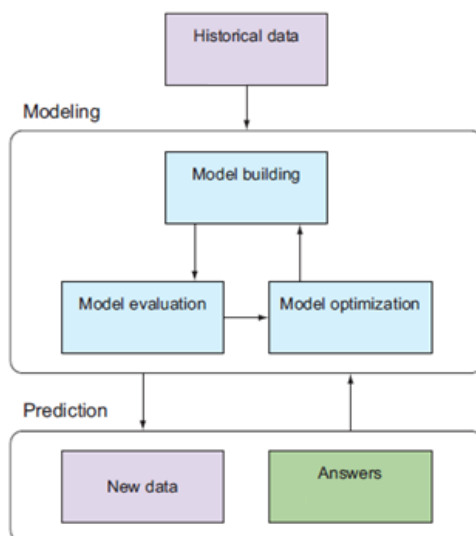 Historical data
Modeling
Model building
Model evaluation
Model optimization
Prediction
New data
Answers